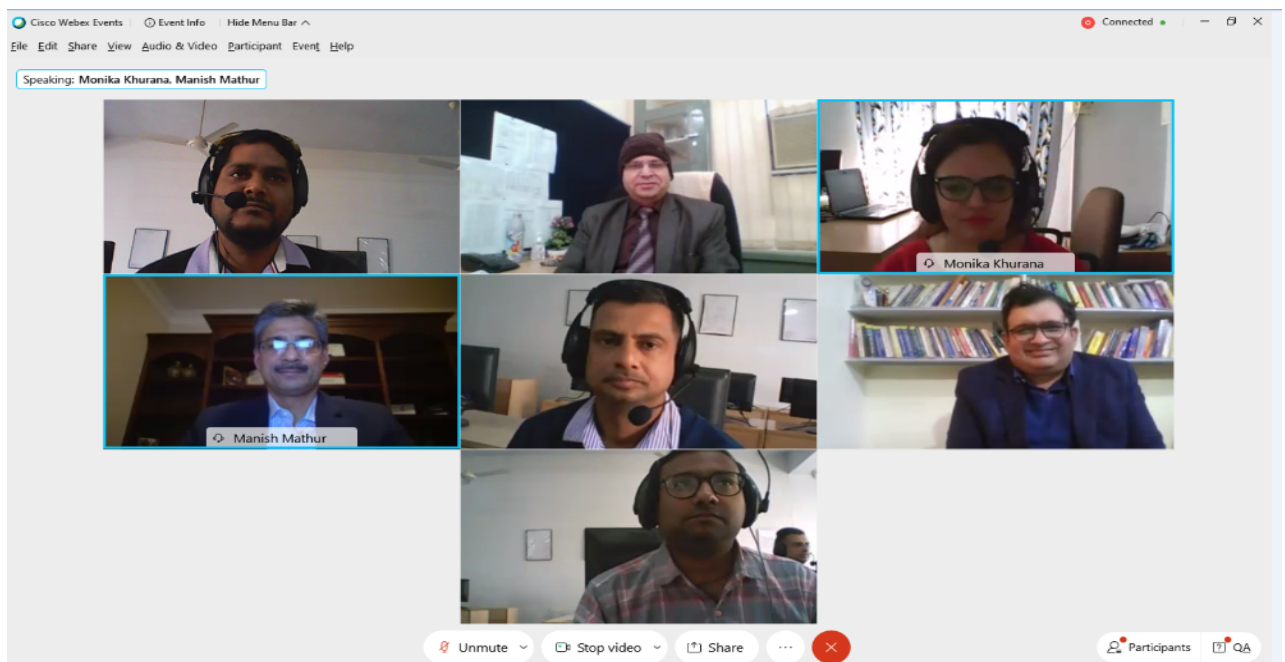 Cisco Webex Events Event Info Hide Menu Bar Connected
File Edit Share View Audio & Video Participant Event Help
Speaking: Monika Khurana, Manish Mathur
Monika Khurana
Manish Mathur
Unmute Stop video Share ... Participants QA